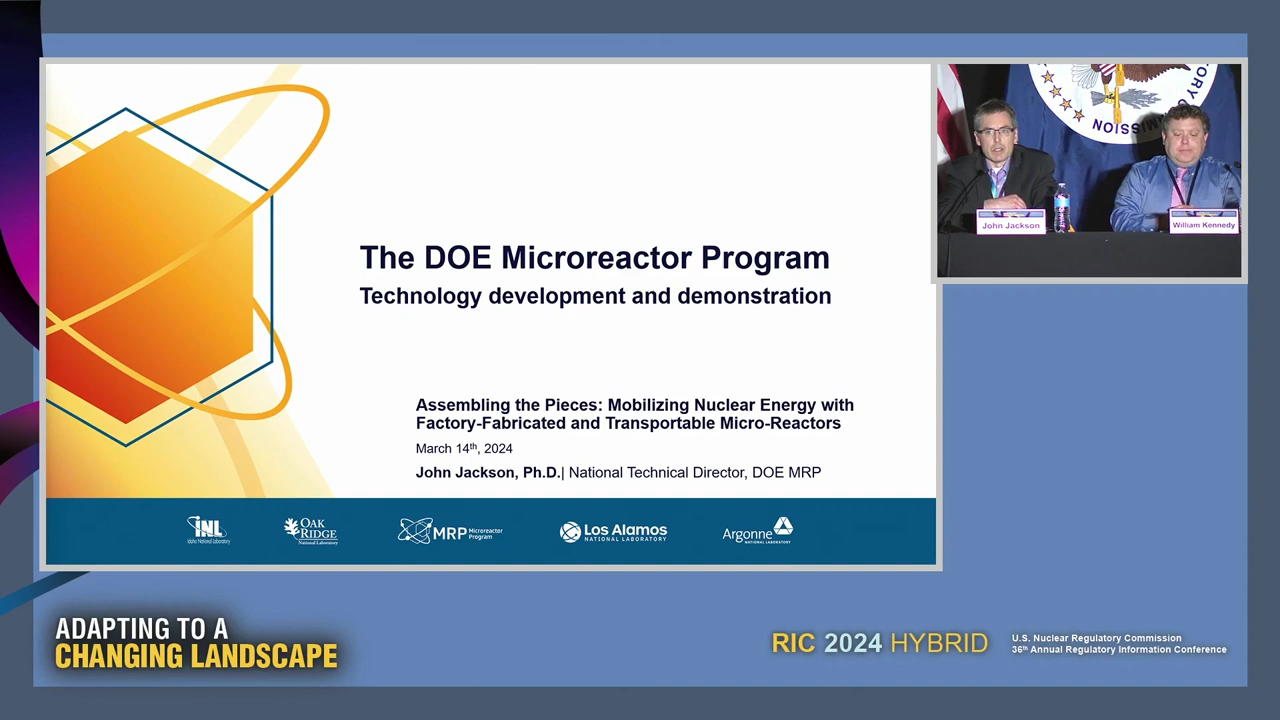 The DOE Microreactor Program
Technology development and demonstration
Assembling the Pieces: Mobilizing Nuclear Energy with
Factory-Fabricated and Transportable Micro-Reactors
March 14th, 2024
John Jackson, Ph.D.| National Technical Director, DOE MRP
INL
Idaho National Laboratory
OAK
RIDGE
National Laboratory
MRP Microreactor
Program
Los Alamos
NATIONAL LABORATORY
Argonne
NATIONAL LABORATORY
John Jackson
William Kennedy
ADAPTING TO A
CHANGING LANDSCAPE
RIC 2024 HYBRID
U.S. Nuclear Regulatory Commission
36th Annual Regulatory Information Conference